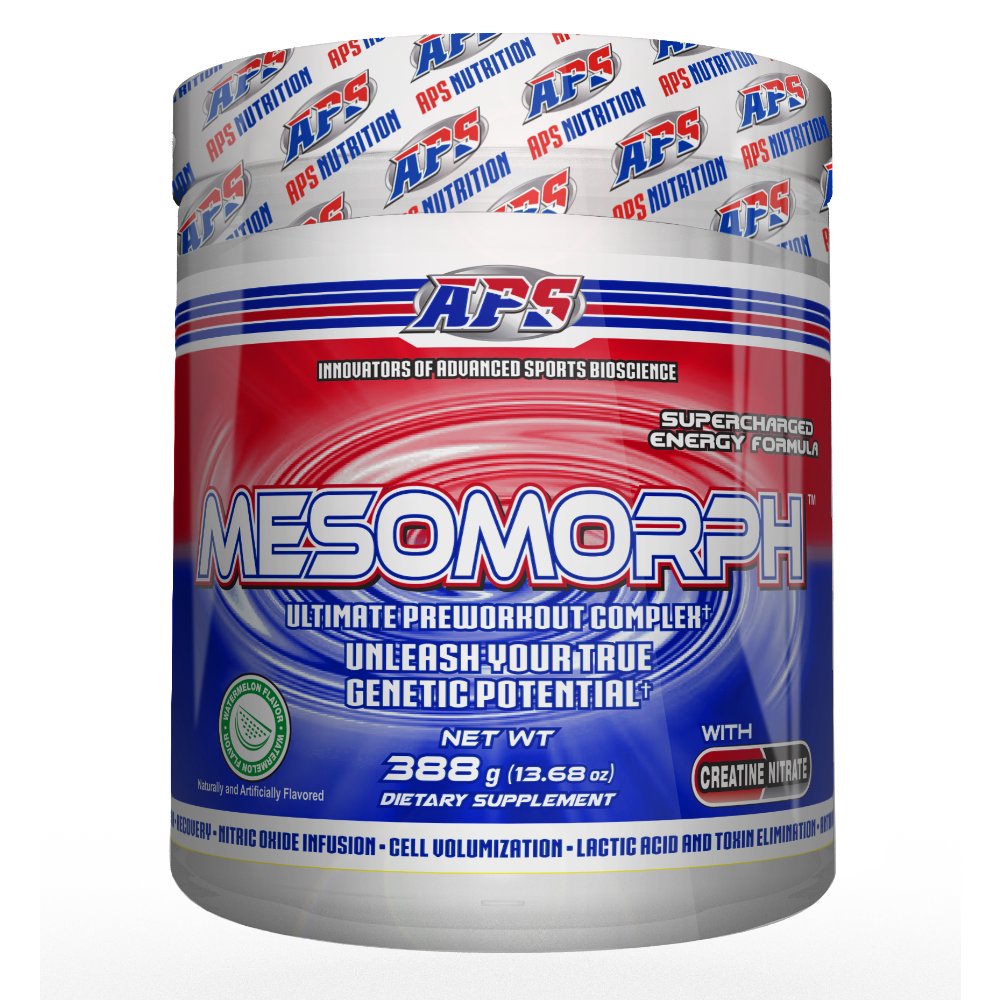 APS NUTRITION
APS
INNOVATORS OF ADVANCED SPORTS BIOSCIENCE
SUPERCHARGED
ENERGY FORMULA
MESOMORPH™
ULTIMATE PREWORKOUT COMPLEX†
UNLEASH YOUR TRUE
GENETIC POTENTIAL†
WATERMELON FLAVOR • WATERMELON FLAVOR •
Naturally and Artificially Flavored
NET WT
388 g (13.68 oz)
DIETARY SUPPLEMENT
WITH
CREATINE NITRATE
RECOVERY • NITRIC OXIDE INFUSION • CELL VOLUMIZATION • LACTIC ACID AND TOXIN ELIMINATION •